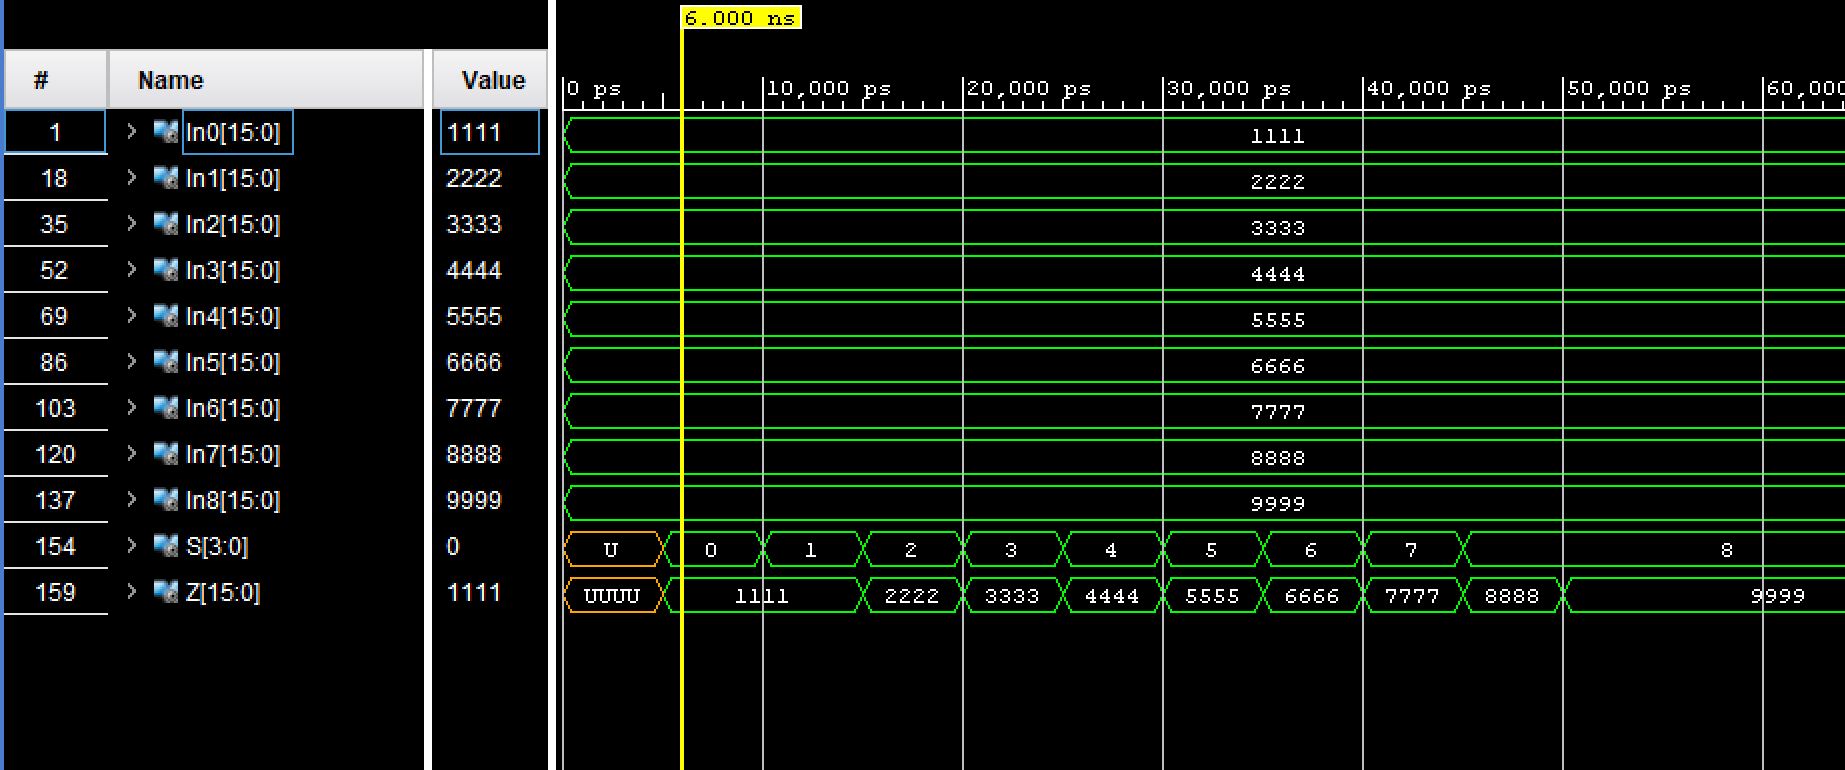 6.000 ns
# Name Value 0 ps 10,000 ps 20,000 ps 30,000 ps 40,000 ps 50,000 ps 60,000
1 In0[15:0] 1111 1111
18 In1[15:0] 2222 2222
35 In2[15:0] 3333 3333
52 In3[15:0] 4444 4444
69 In4[15:0] 5555 5555
86 In5[15:0] 6666 6666
103 In6[15:0] 7777 7777
120 In7[15:0] 8888 8888
137 In8[15:0] 9999 9999
154 S[3:0] 0 U 0 1 2 3 4 5 6 7 8
159 Z[15:0] 1111 UUUU 1111 2222 3333 4444 5555 6666 7777 8888 9999